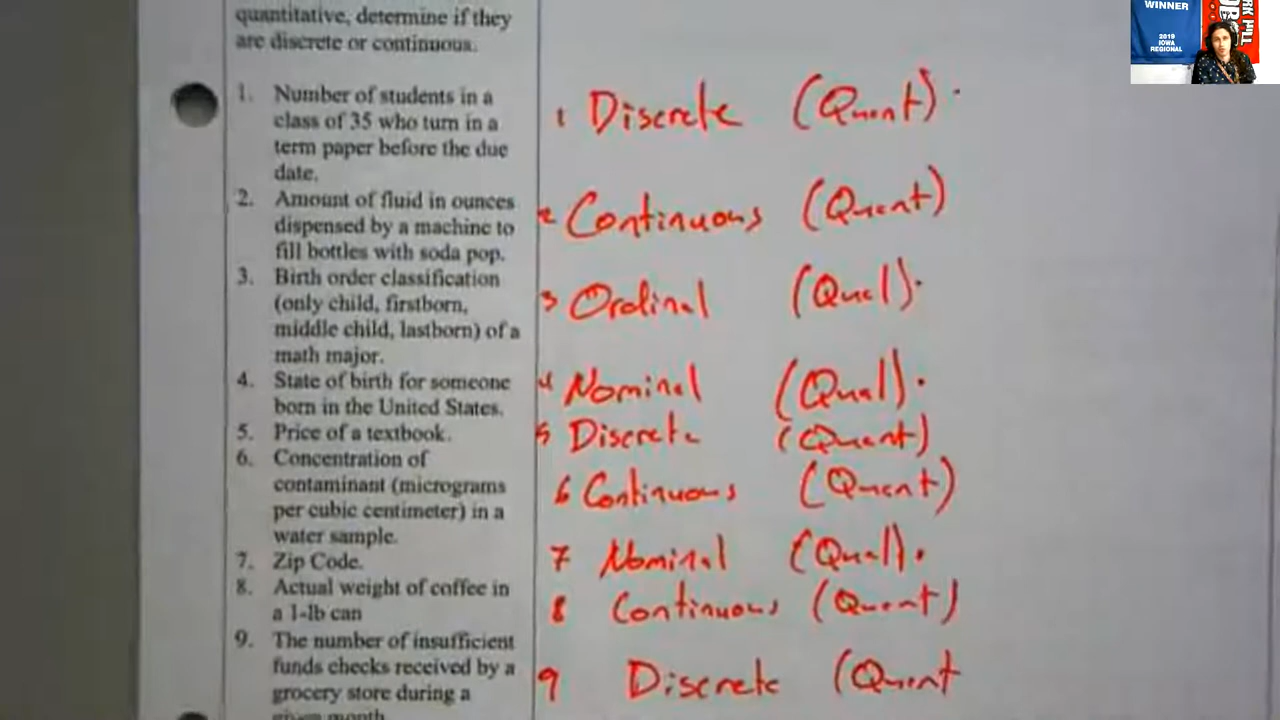 quantitative, determine if they
are discrete or continuous.
1. Number of students in a
class of 35 who turn in a
term paper before the due
date.
1 Discrete (Quant).
2. Amount of fluid in ounces
dispensed by a machine to
fill bottles with soda pop.
2 Continuous (Quant)
3. Birth order classification
(only child, firstborn,
middle child, lastborn) of a
math major.
3 Ordinal (Qual).
4. State of birth for someone
born in the United States.
4 Nominal (Qual).
5. Price of a textbook.
5 Discrete (Quant)
6. Concentration of
contaminant (micrograms
per cubic centimeter) in a
water sample.
6 Continuous (Quant)
7. Zip Code.
7 Nominal (Qual).
8. Actual weight of coffee in
a 1-lb can
8 Continuous (Quant)
9. The number of insufficient
funds checks received by a
grocery store during a
given month
9 Discrete (Quant
WINNER
2019
IOWA
REGIONAL